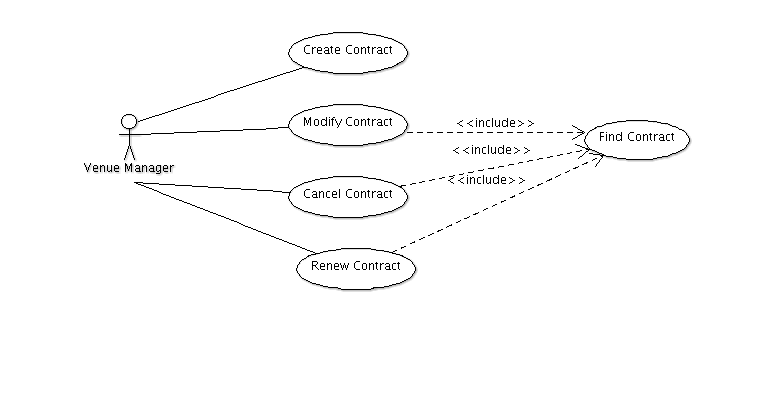 Create Contract
Modify Contract
<<include>>
Find Contract
<<include>>
Venue Manager
<<include>>
Cancel Contract
Renew Contract